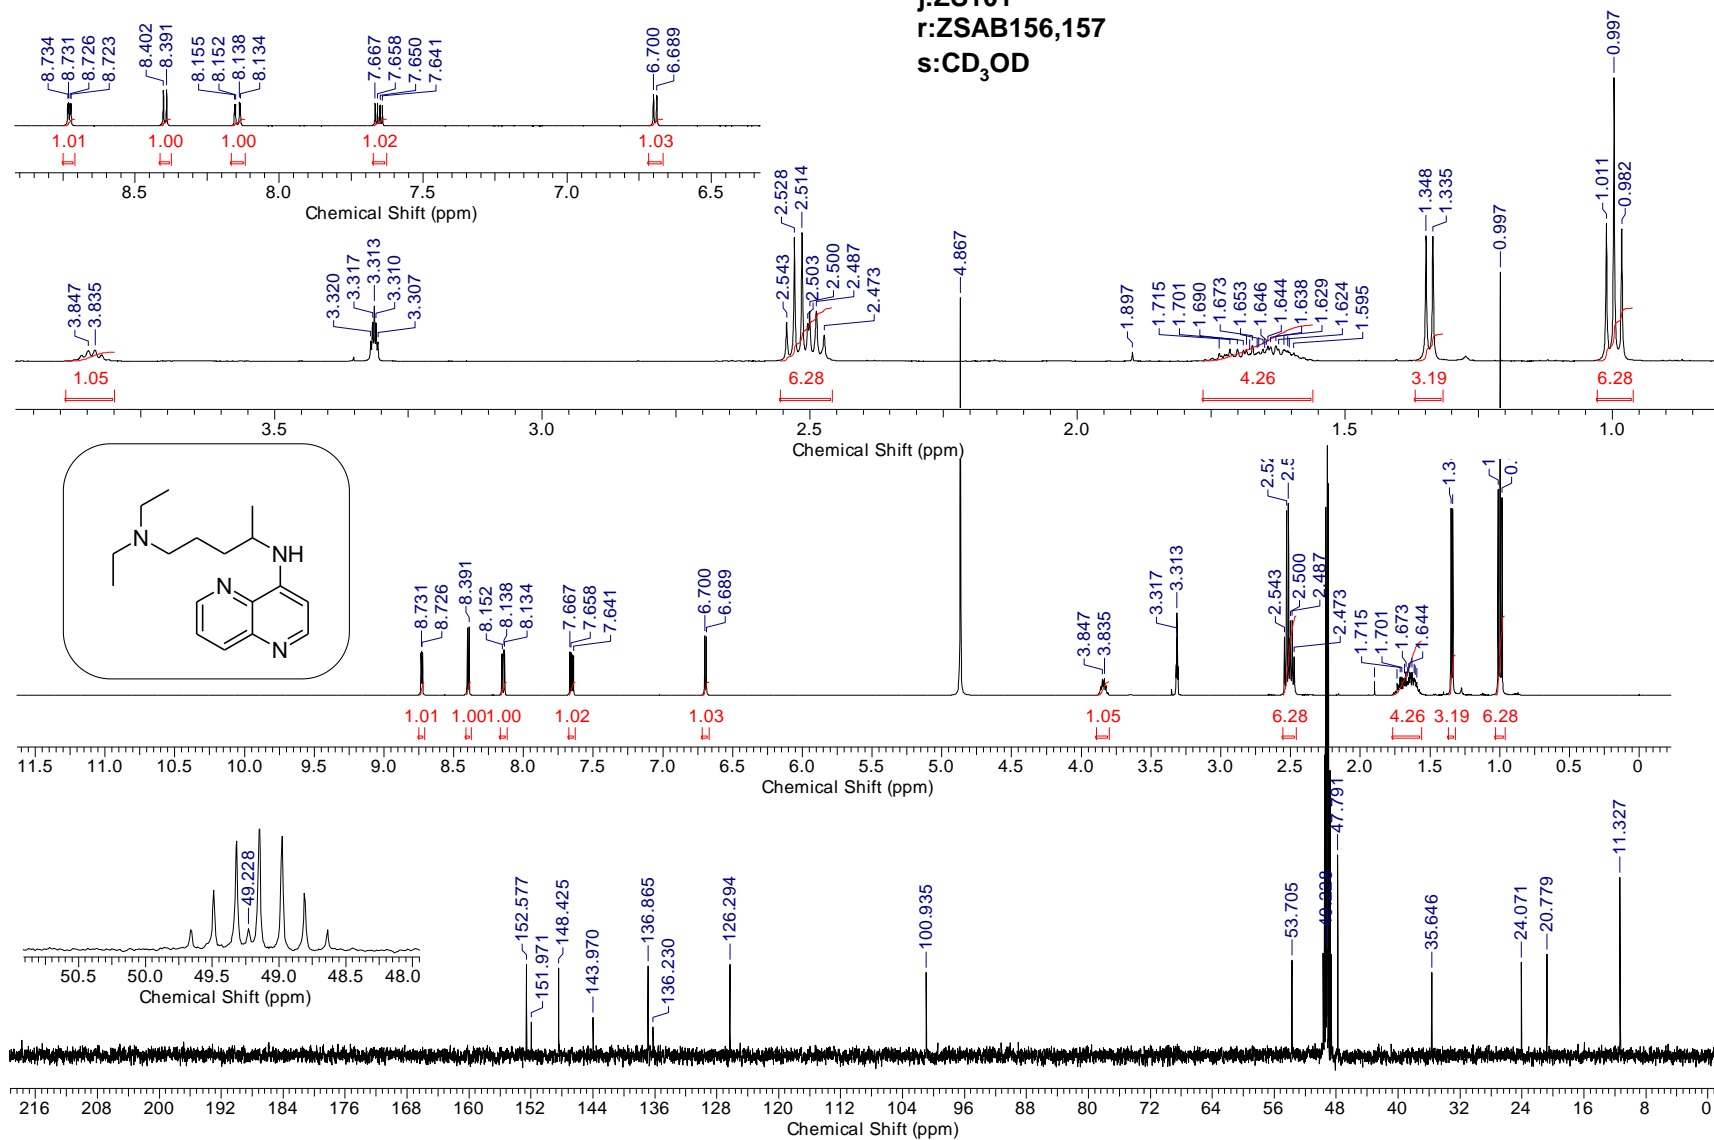 r:ZSAB156,157
s:CD3OD
8.734 8.731 8.726 8.723 8.402 8.391 8.155 8.152 8.138 8.134 7.667 7.658 7.650 7.641 6.700 6.689
1.01 1.00 1.00 1.02 1.03
8.5 8.0 7.5 7.0 6.5
Chemical Shift (ppm)
3.847 3.835 3.320 3.317 3.313 3.310 3.307 2.543 2.528 2.514 2.503 2.500 2.487 2.473 4.867 1.897 1.715 1.701 1.690 1.673 1.653 1.646 1.644 1.638 1.629 1.624 1.595 1.348 1.335 0.997 1.011 0.997 0.982
1.05 6.28 4.26 3.19 6.28
3.5 3.0 2.5 2.0 1.5 1.0
Chemical Shift (ppm)
N
NH
N
N
8.731 8.726 8.391 8.152 8.138 8.134 7.667 7.658 7.641 6.700 6.689 3.847 3.835 3.317 3.313 2.543 2.500 2.487 2.473 1.715 1.701 1.673 1.644
1.01 1.00 1.00 1.02 1.03 1.05 6.28 4.26 3.19 6.28
11.5 11.0 10.5 10.0 9.5 9.0 8.5 8.0 7.5 7.0 6.5 6.0 5.5 5.0 4.5 4.0 3.5 3.0 2.5 2.0 1.5 1.0 0.5 0
Chemical Shift (ppm)
49.228
50.5 50.0 49.5 49.0 48.5 48.0
Chemical Shift (ppm)
152.577 151.971 148.425 143.970 136.865 136.230 126.294 100.935 53.705 49.228 47.791 35.646 24.071 20.779 11.327
216 208 200 192 184 176 168 160 152 144 136 128 120 112 104 96 88 80 72 64 56 48 40 32 24 16 8 0
Chemical Shift (ppm)